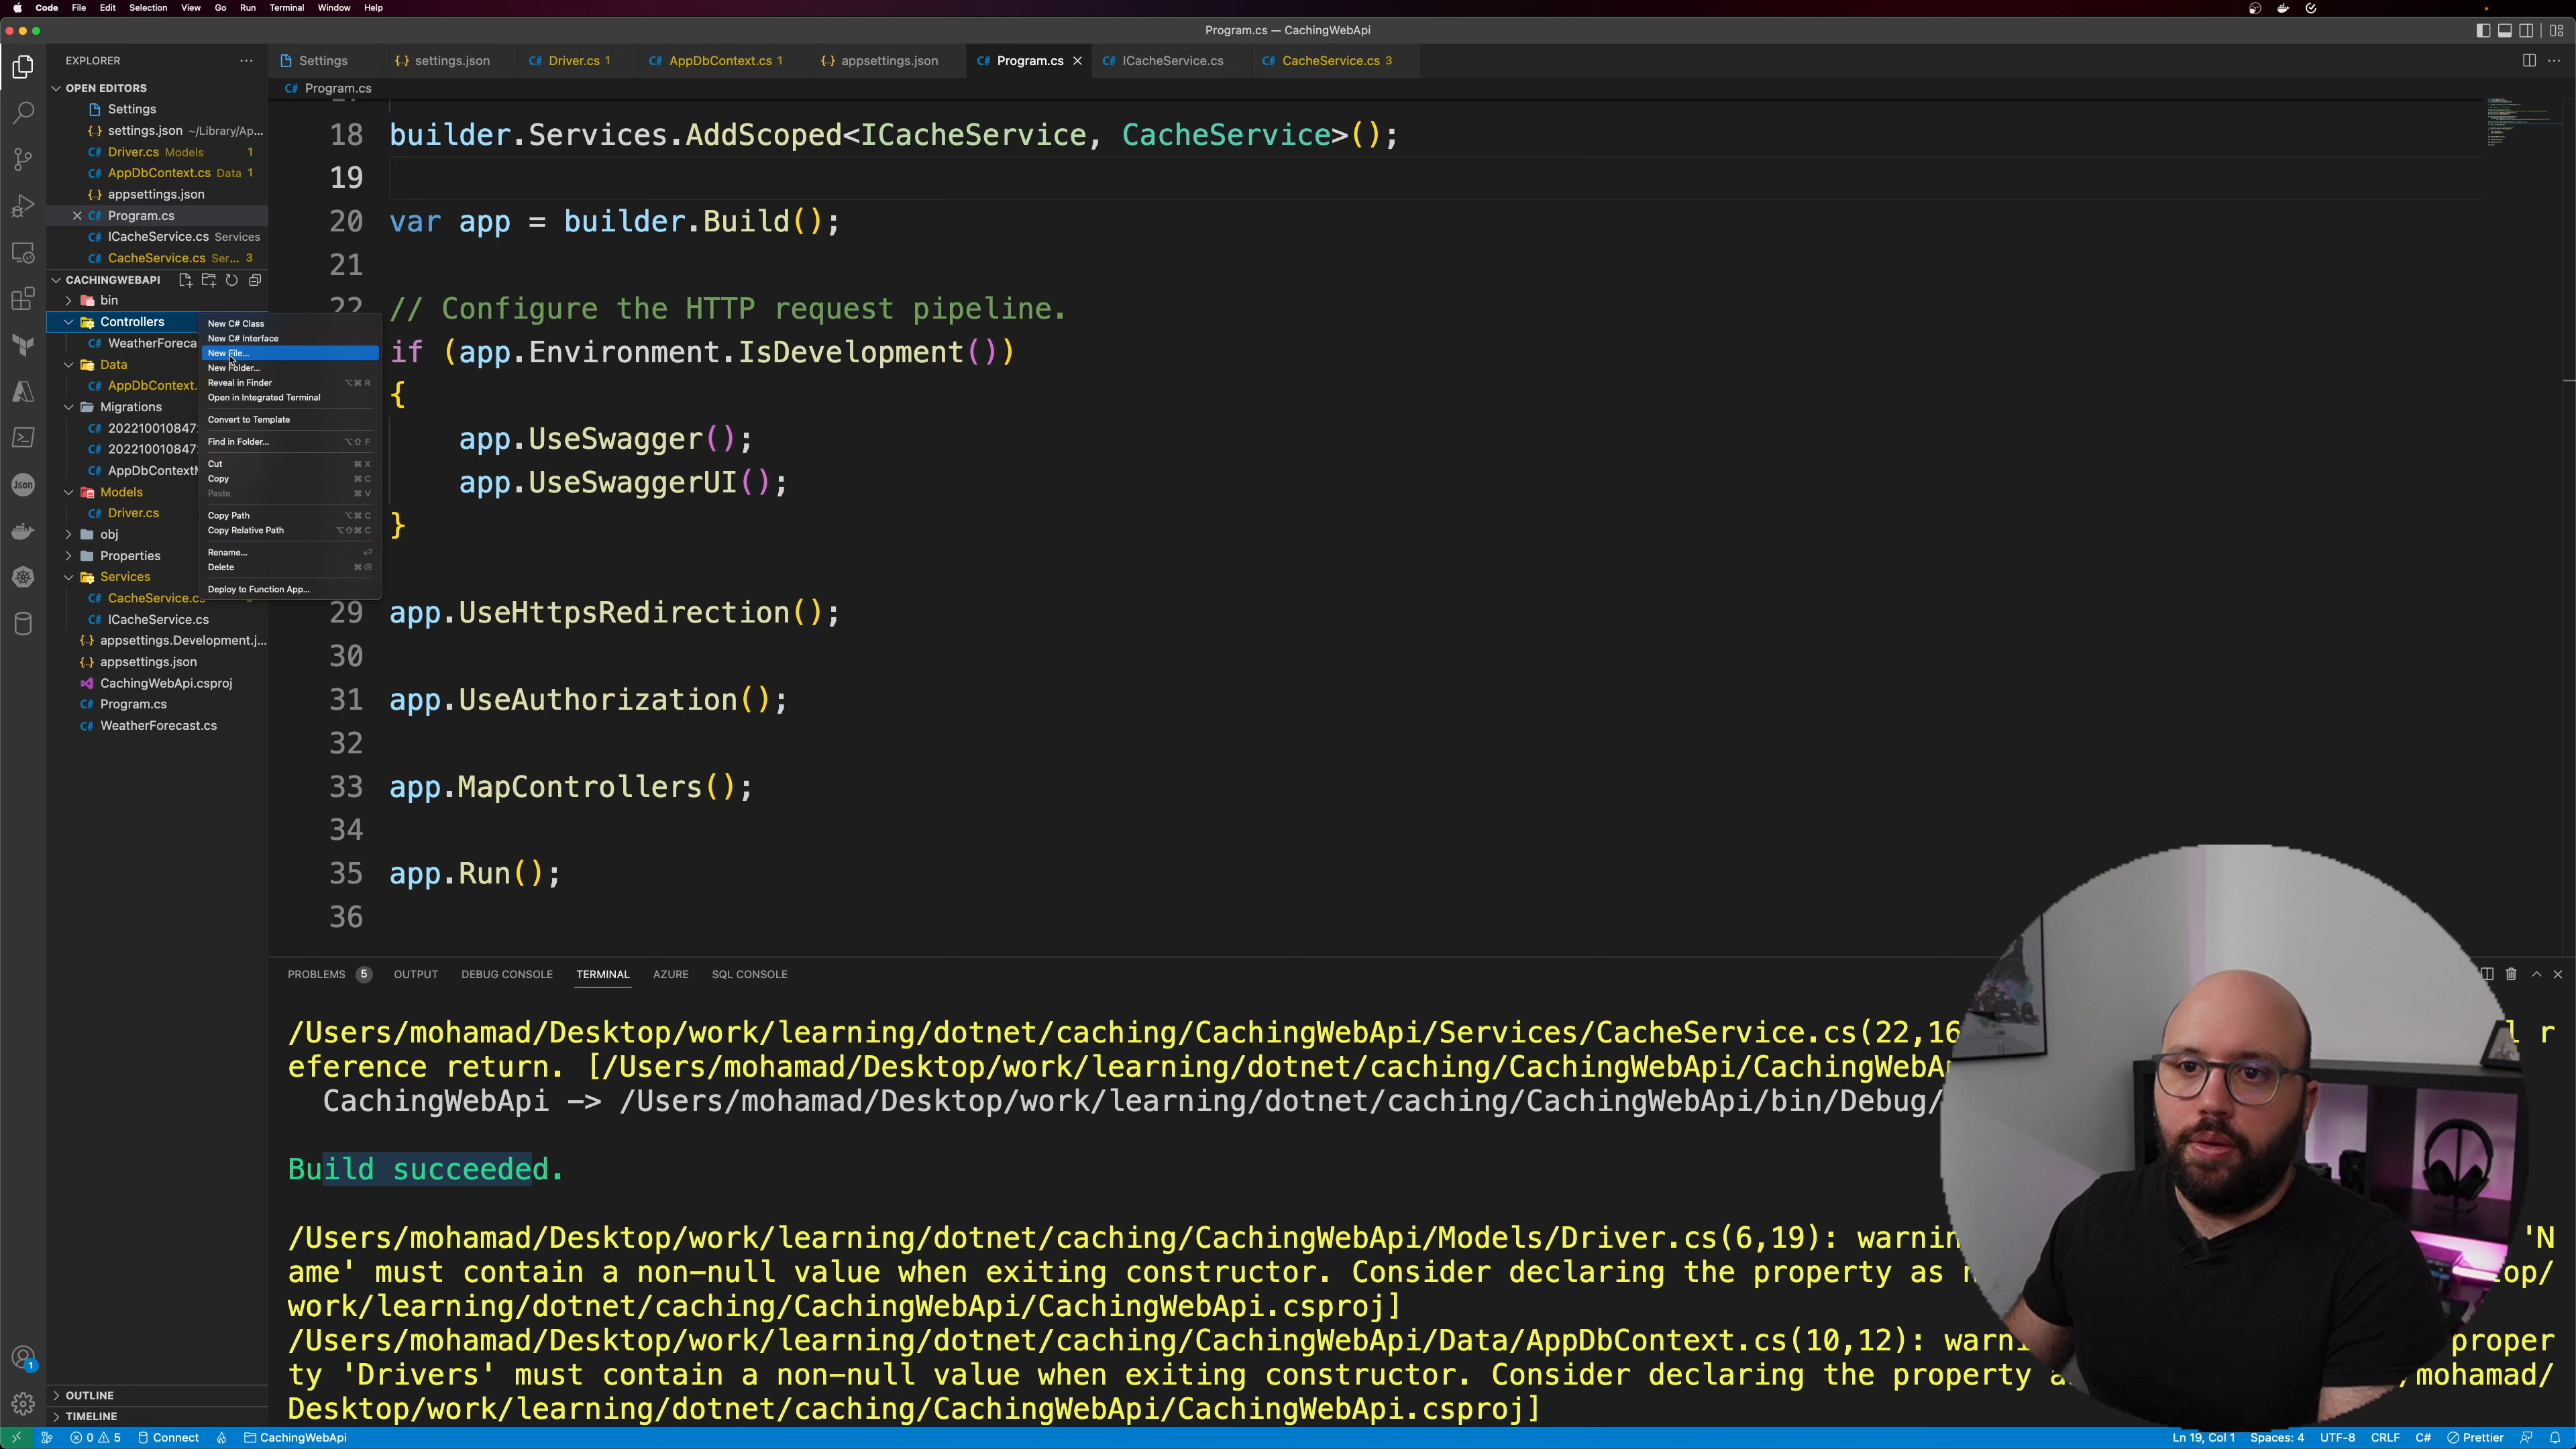 Code File Edit Selection View Go Run Terminal Window Help
Program.cs — CachingWebApi
EXPLORER
Settings
settings.json
Driver.cs 1
AppDbContext.cs 1
appsettings.json
Program.cs
ICacheService.cs
CacheService.cs 3
OPEN EDITORS
Settings
settings.json ~/Library/Ap...
Driver.cs Models 1
AppDbContext.cs Data 1
appsettings.json
Program.cs
ICacheService.cs Services
CacheService.cs Ser... 3
CACHINGWEBAPI
bin
Controllers
WeatherForeca
Data
AppDbContext.
Migrations
2022100108472
2022100108472
AppDbContextM
Models
Driver.cs
obj
Properties
Services
CacheService.cs
ICacheService.cs
appsettings.Development.j...
appsettings.json
CachingWebApi.csproj
Program.cs
WeatherForecast.cs
OUTLINE
TIMELINE
New C# Class
New C# Interface
New File...
New Folder...
Reveal in Finder ⌥⌘ R
Open in Integrated Terminal
Convert to Template
Find in Folder... ⌥⇧ F
Cut ⌘ X
Copy ⌘ C
Paste ⌘ V
Copy Path ⌥⌘ C
Copy Relative Path ⌥⇧⌘ C
Rename... ⏎
Delete ⌘⌫
Deploy to Function App...
Program.cs
18 builder.Services.AddScoped<ICacheService, CacheService>();
19
20 var app = builder.Build();
21
22 // Configure the HTTP request pipeline.
if (app.Environment.IsDevelopment())
{
app.UseSwagger();
app.UseSwaggerUI();
}
29 app.UseHttpsRedirection();
30
31 app.UseAuthorization();
32
33 app.MapControllers();
34
35 app.Run();
36
PROBLEMS 5 OUTPUT DEBUG CONSOLE TERMINAL AZURE SQL CONSOLE
/Users/mohamad/Desktop/work/learning/dotnet/caching/CachingWebApi/Services/CacheService.cs(22,16 l r
eference return. [/Users/mohamad/Desktop/work/learning/dotnet/caching/CachingWebApi/CachingWebAp
CachingWebApi -> /Users/mohamad/Desktop/work/learning/dotnet/caching/CachingWebApi/bin/Debug/
Build succeeded.
/Users/mohamad/Desktop/work/learning/dotnet/caching/CachingWebApi/Models/Driver.cs(6,19): warnin 'N
ame' must contain a non-null value when exiting constructor. Consider declaring the property as n top/
work/learning/dotnet/caching/CachingWebApi/CachingWebApi.csproj]
/Users/mohamad/Desktop/work/learning/dotnet/caching/CachingWebApi/Data/AppDbContext.cs(10,12): warni proper
ty 'Drivers' must contain a non-null value when exiting constructor. Consider declaring the property a /mohamad/
Desktop/work/learning/dotnet/caching/CachingWebApi/CachingWebApi.csproj]
Json
1
0 5 Connect CachingWebApi Ln 19, Col 1 Spaces: 4 UTF-8 CRLF C# Prettier